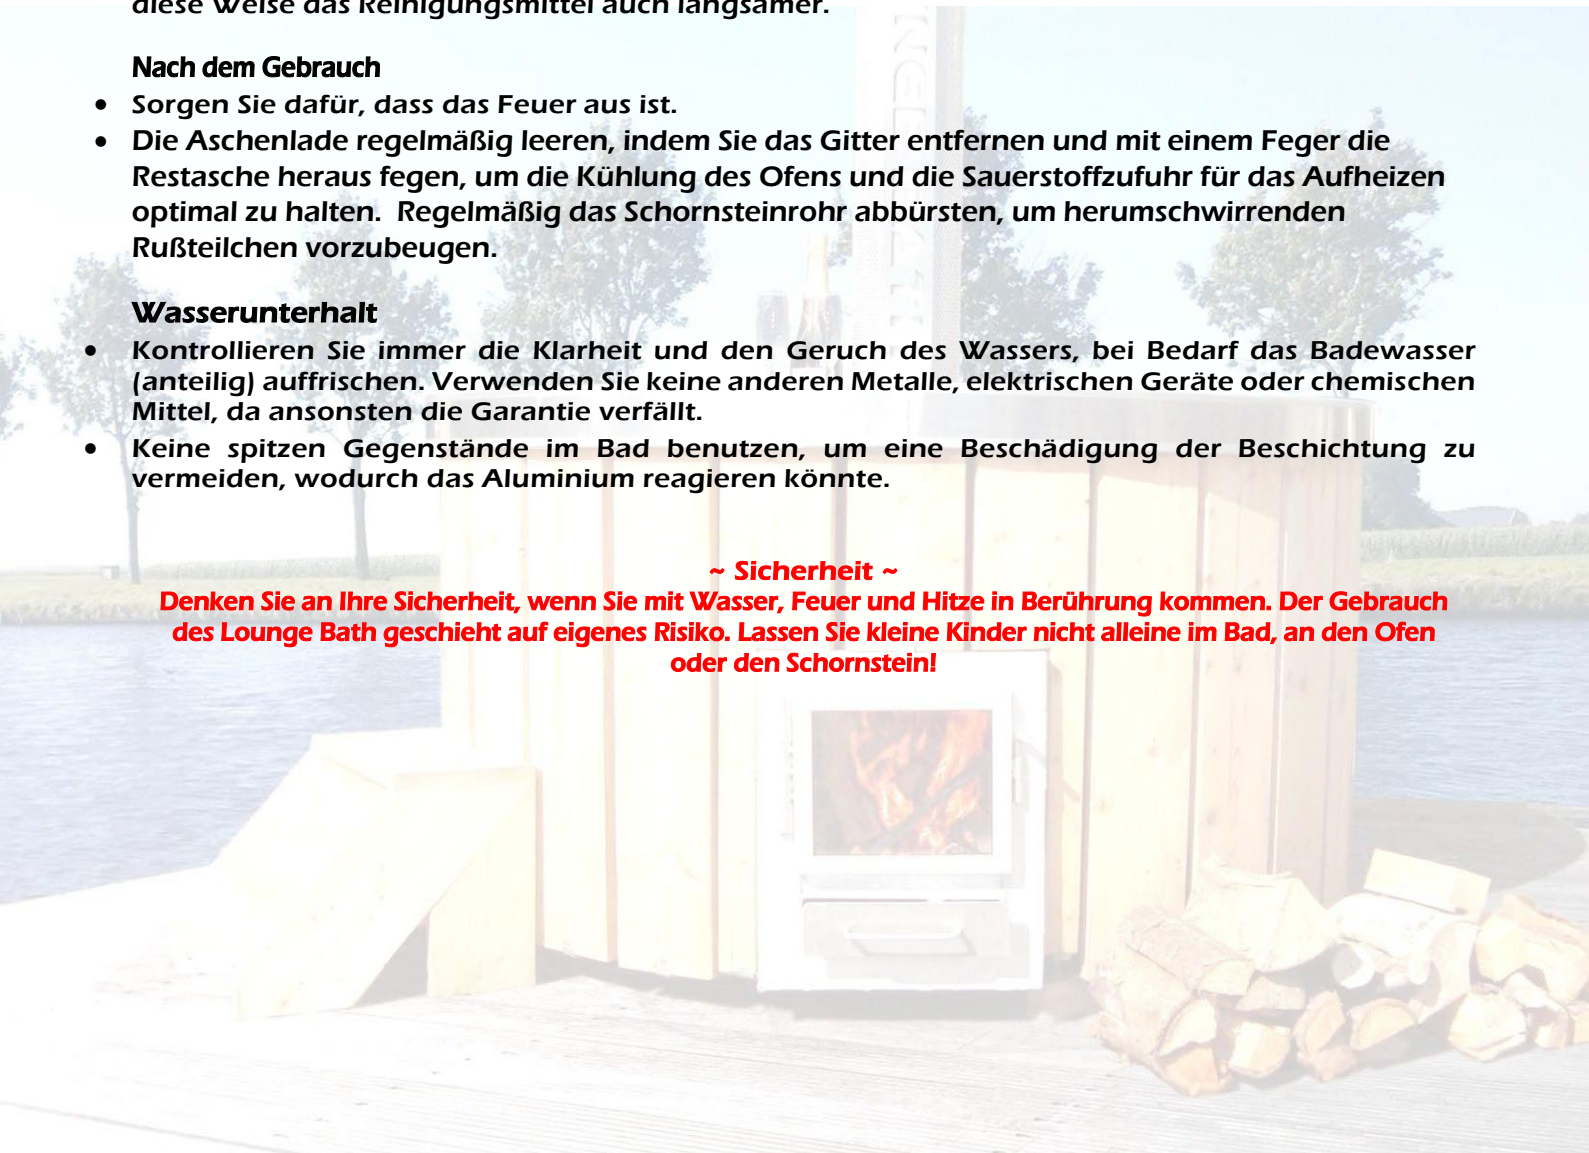 diese Weise das Reinigungsmittel auch langsamer.
Nach dem Gebrauch
• Sorgen Sie dafür, dass das Feuer aus ist.
• Die Aschenlade regelmäßig leeren, indem Sie das Gitter entfernen und mit einem Feger die
Restasche heraus fegen, um die Kühlung des Ofens und die Sauerstoffzufuhr für das Aufheizen
optimal zu halten.  Regelmäßig das Schornsteinrohr abbürsten, um herumschwirrenden
Rußteilchen vorzubeugen.
Wasserunterhalt
• Kontrollieren Sie immer die Klarheit und den Geruch des Wassers, bei Bedarf das Badewasser
(anteilig) auffrischen. Verwenden Sie keine anderen Metalle, elektrischen Geräte oder chemischen
Mittel, da ansonsten die Garantie verfällt.
• Keine spitzen Gegenstände im Bad benutzen, um eine Beschädigung der Beschichtung zu
vermeiden, wodurch das Aluminium reagieren könnte.
~ Sicherheit ~
Denken Sie an Ihre Sicherheit, wenn Sie mit Wasser, Feuer und Hitze in Berührung kommen. Der Gebrauch
des Lounge Bath geschieht auf eigenes Risiko. Lassen Sie kleine Kinder nicht alleine im Bad, an den Ofen
oder den Schornstein!